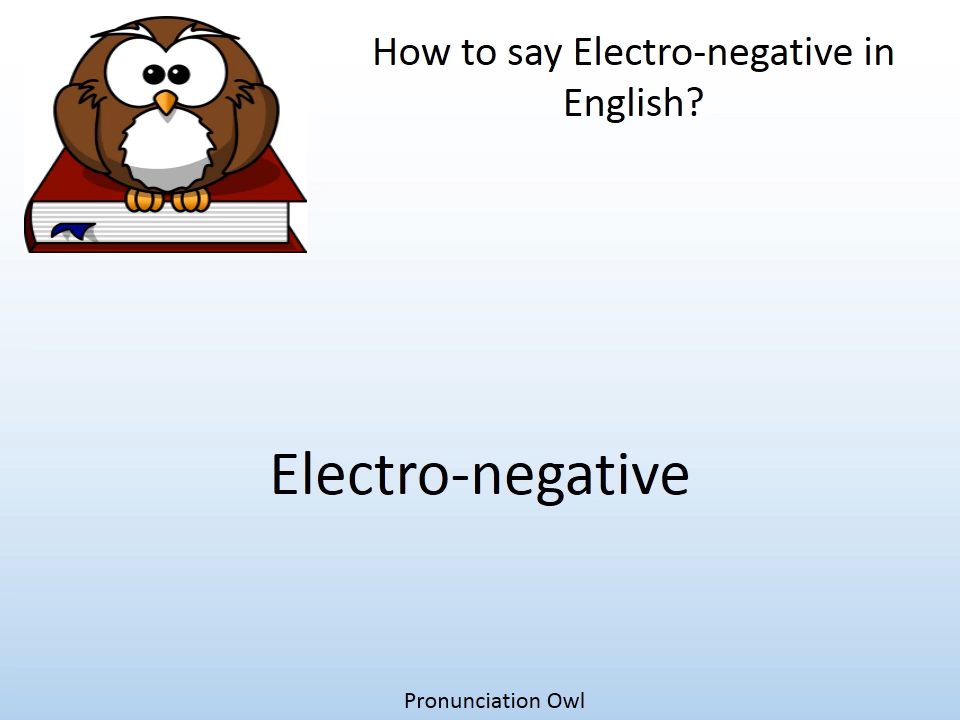 How to say Electro-negative in
English?
Electro-negative
Pronunciation Owl